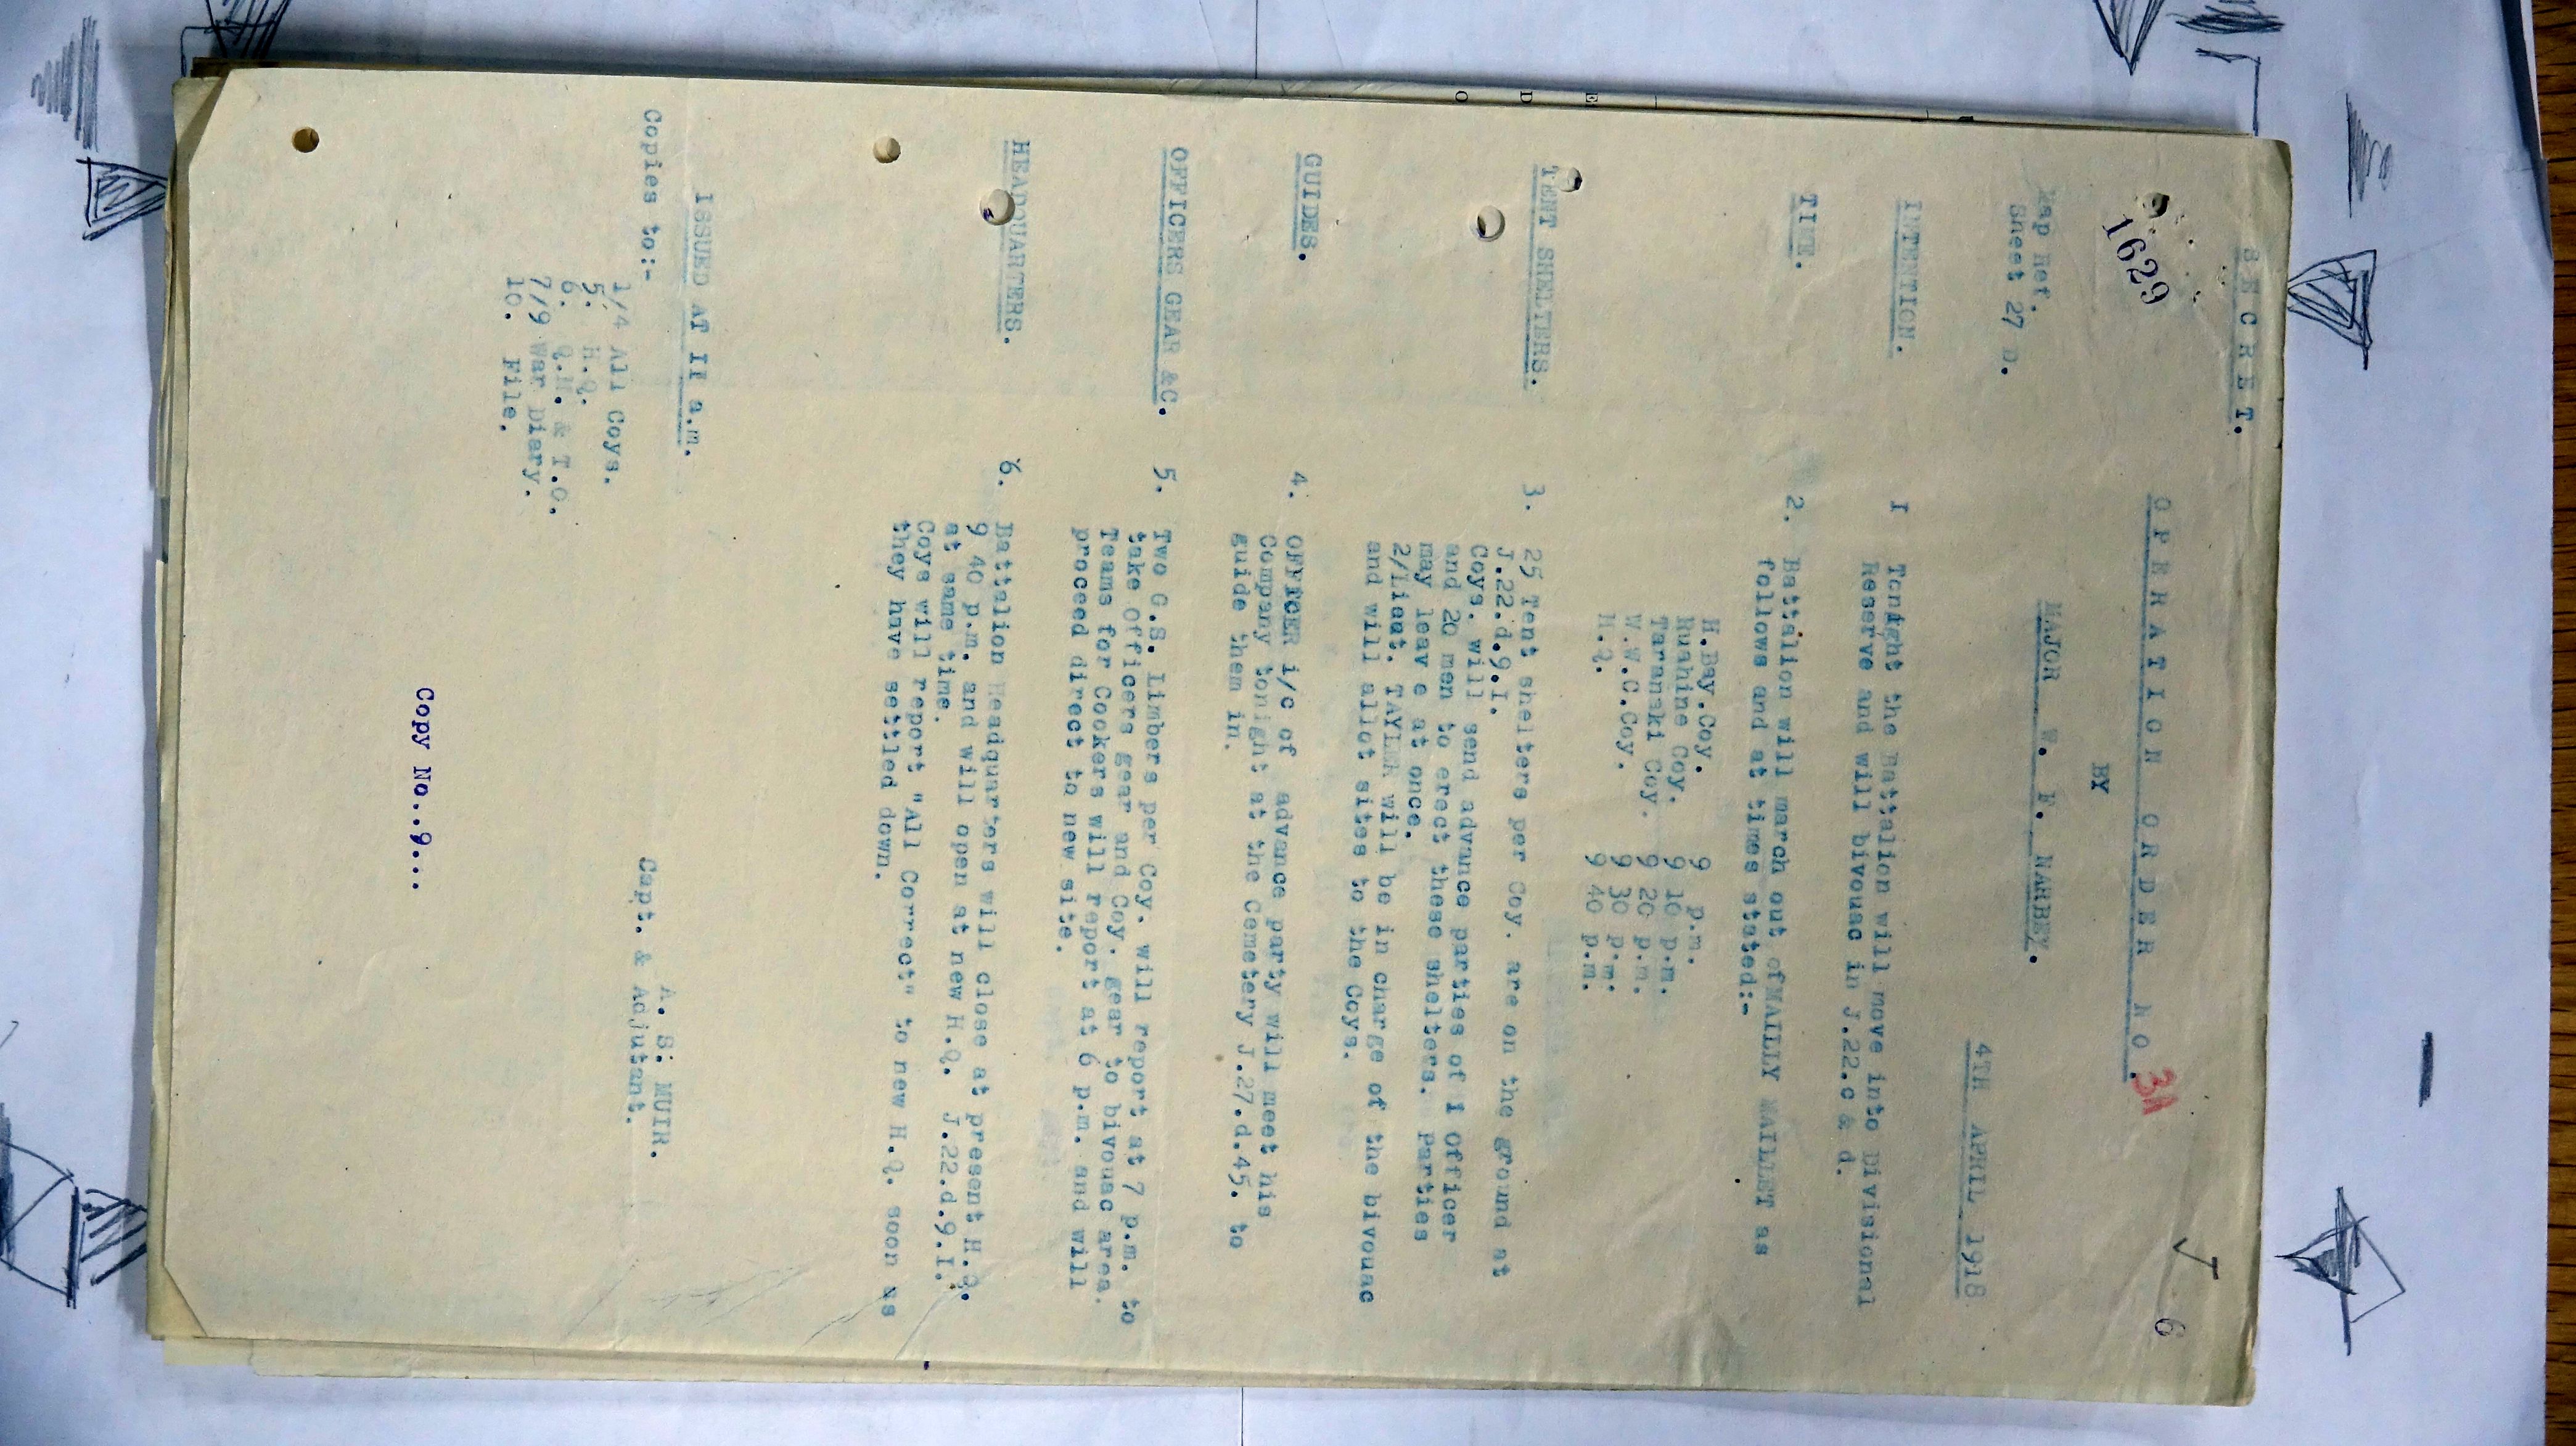 SECRET.
1629
6
OPERATION ORDER NO. 31
BY
MAJOR W. F. NARBEY.
Map Ref.
Sheet 27 D.
4TH APRIL 1918
INTENTION. I Tonight the Battalion will move into Divisional
Reserve and will bivouac in J.22.c & d.
TIME. 2. Battalion will march out ofMAILLY MAILLET as
follows and at times stated:-
H.Bay.Coy. 9 p.m.
Ruahine Coy. 9 10 p.m.
Taranaki Coy. 9 20 p.m.
W.W.C.Coy. 9 30 p.m.
H.Q. 9 40 p.m.
TENT SHELTERS. 3. 25 Tent shelters per Coy. are on the ground at
J.22.d.9.I.
Coys. will send advance parties of I officer
and 20 men to erect these shelters. Parties
may leav e at once.
2/Lieut. TAYLER will be in charge of the bivouac
and will allot sites to the Coys.
GUIDES. 4. OFFICER i/c of advance party will meet his
Company tonight at the Cemetery J.27.d.45. to
guide them in.
OFFICERS GEAR &C. 5. Two G.S. Limbers per Coy. will report at 7 p.m. to
take Officers gear and Coy. gear to bivouac area.
Teams for Cookers will report at 6 p.m. and will
proceed direct to new site.
HEADQUARTERS. 6. Battalion Headquarters will close at present H.Q.
9 40 p.m. and will open at new H.Q. J.22.d.9.I.
at same time.
Coys will report "All Correct" to new H.Q. soon as
they have settled down.
ISSUED AT II a.m.
A. S. MUIR.
Capt. & Adjutant.
Copies to:-
1/4 All Coys.
5. H.Q.
6. Q.M. & T.O.
7/9 War Diary.
10. File.
Copy No..9...